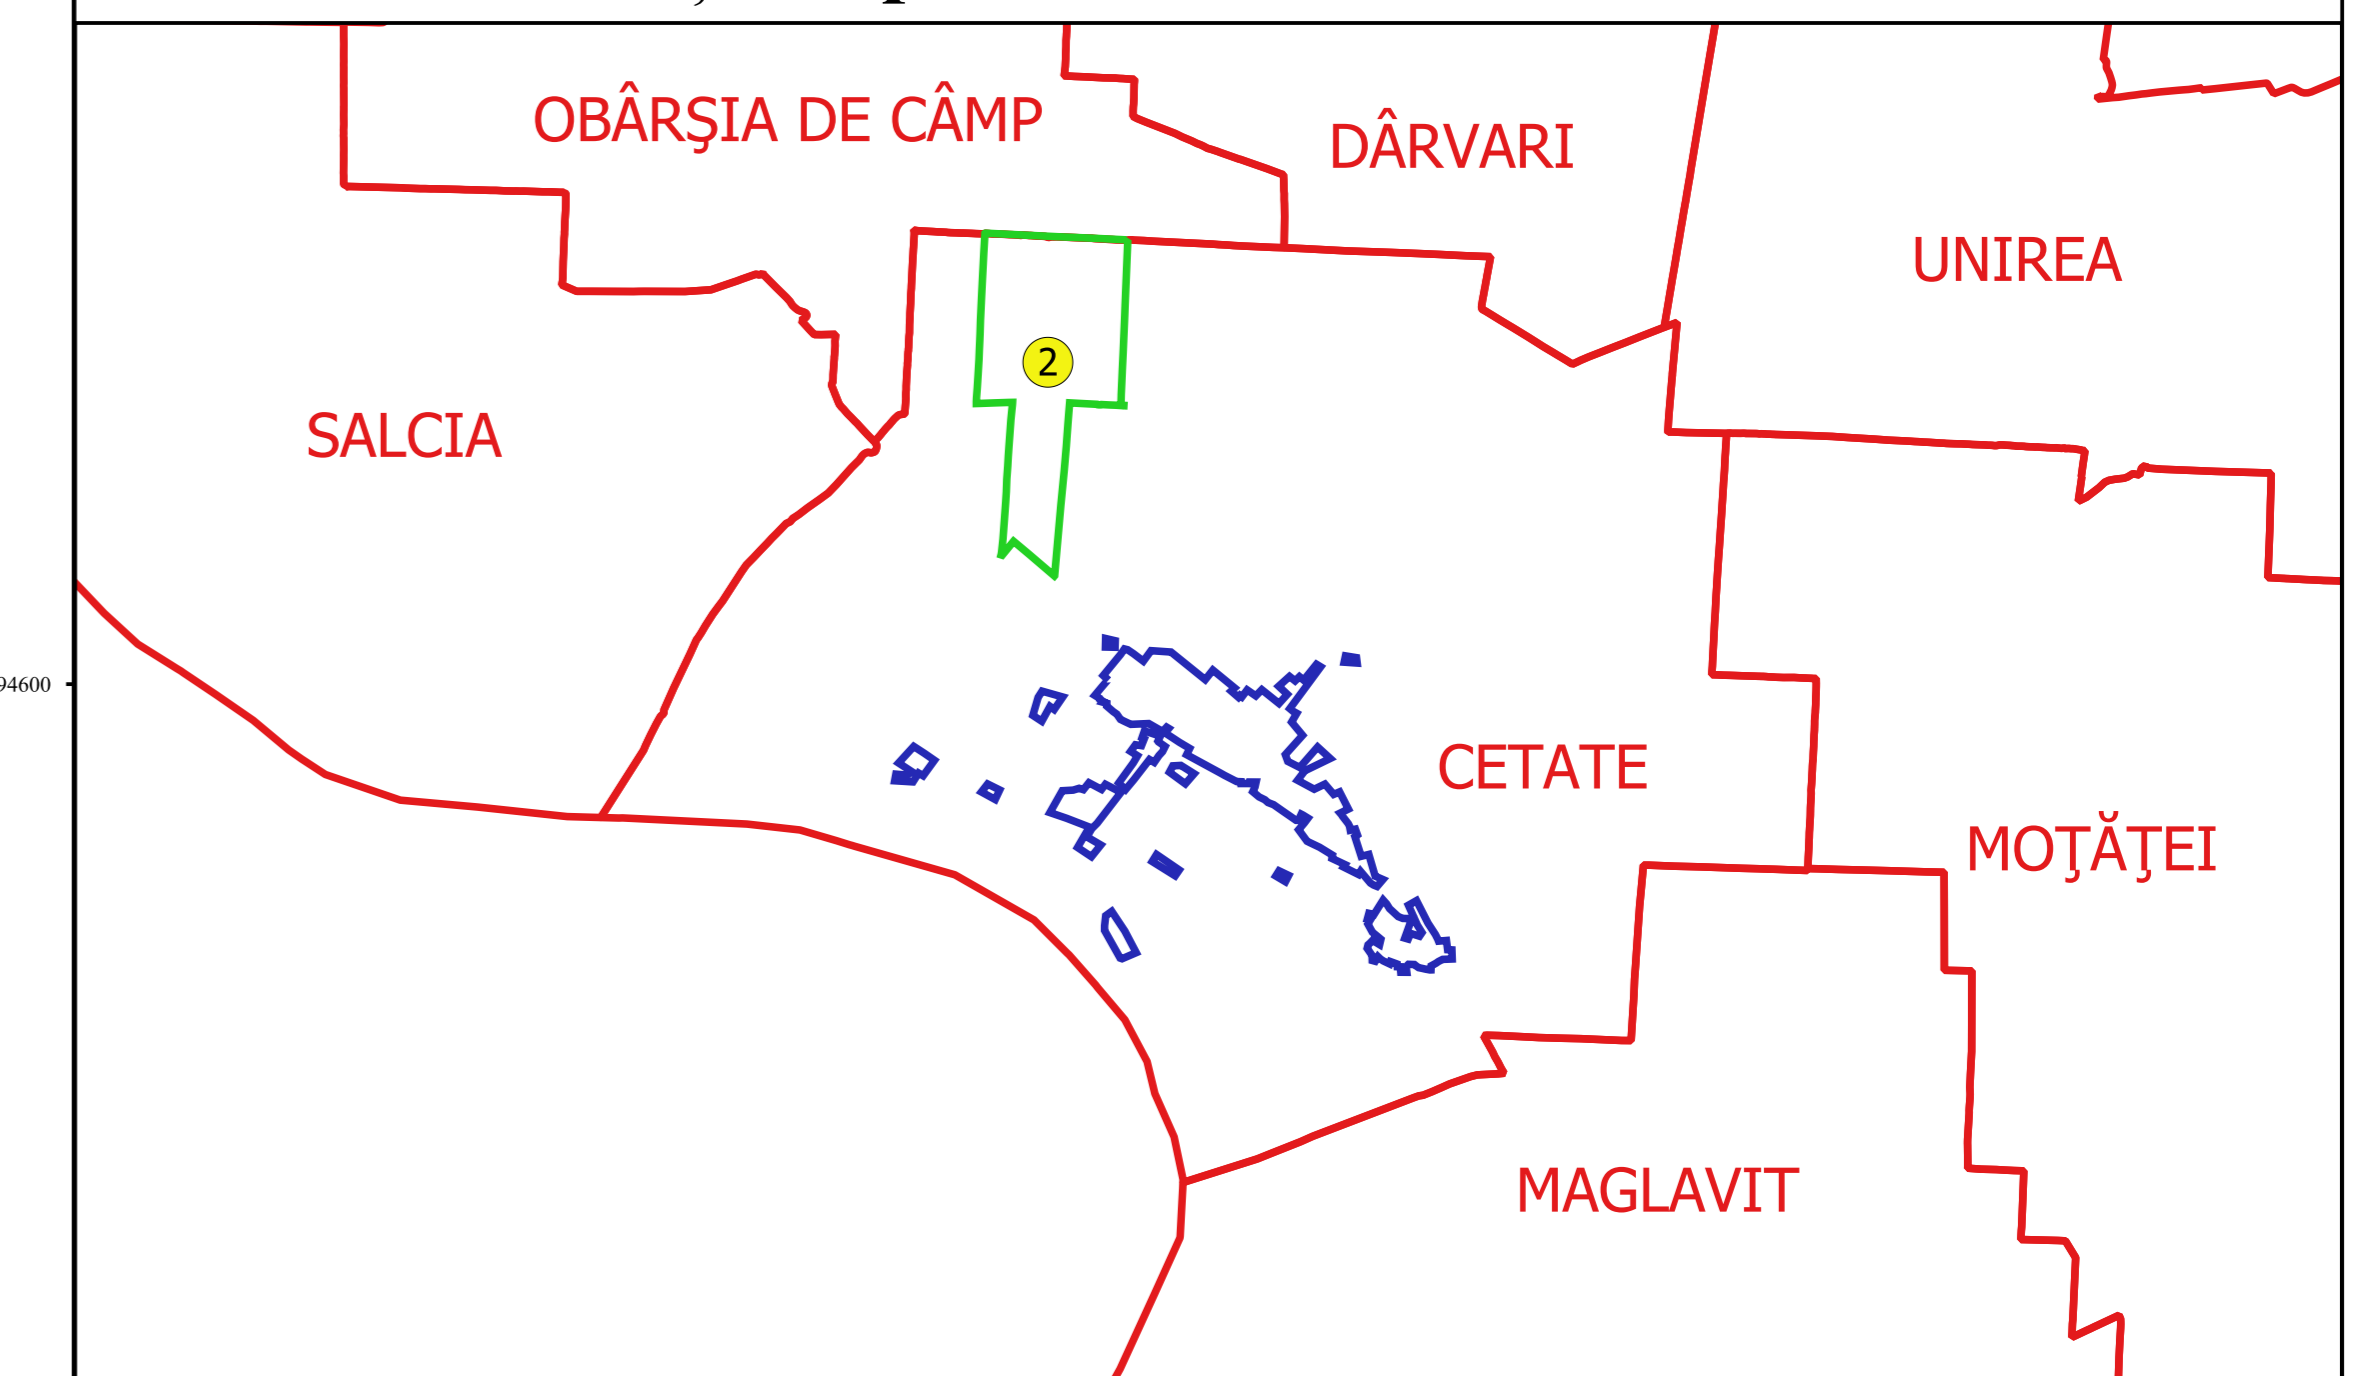 OBÂRŞIA DE CÂMP
DÂRVARI
UNIREA
2
SALCIA
94600
CETATE
MOŢĂŢEI
MAGLAVIT